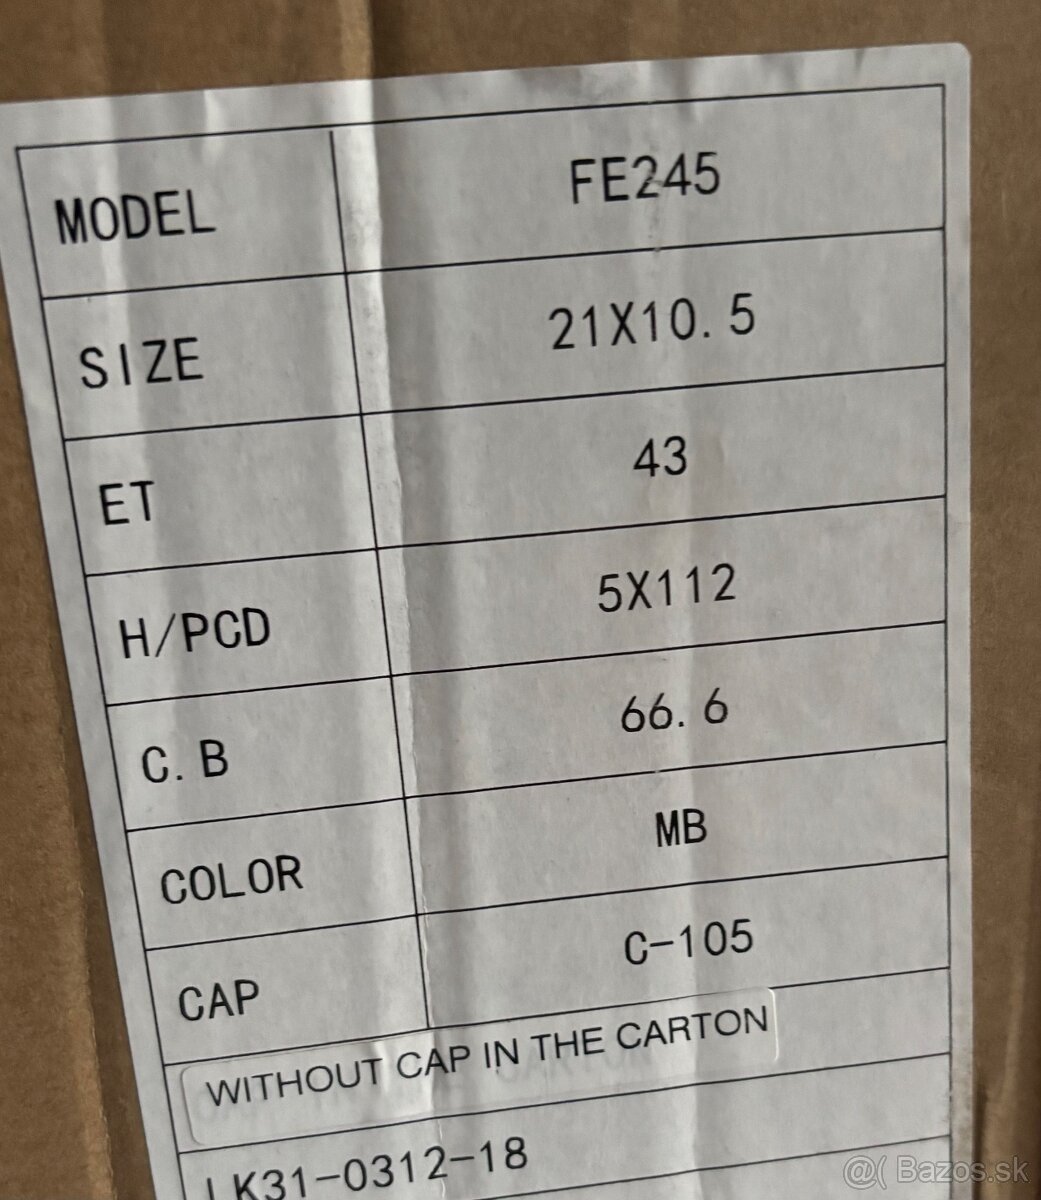 MODEL FE245
SIZE 21X10.5
ET 43
H/PCD 5X112
C.B 66.6
COLOR MB
CAP C-105
WITHOUT CAP IN THE CARTON
LK31-0312-18
@( Bazos.sk